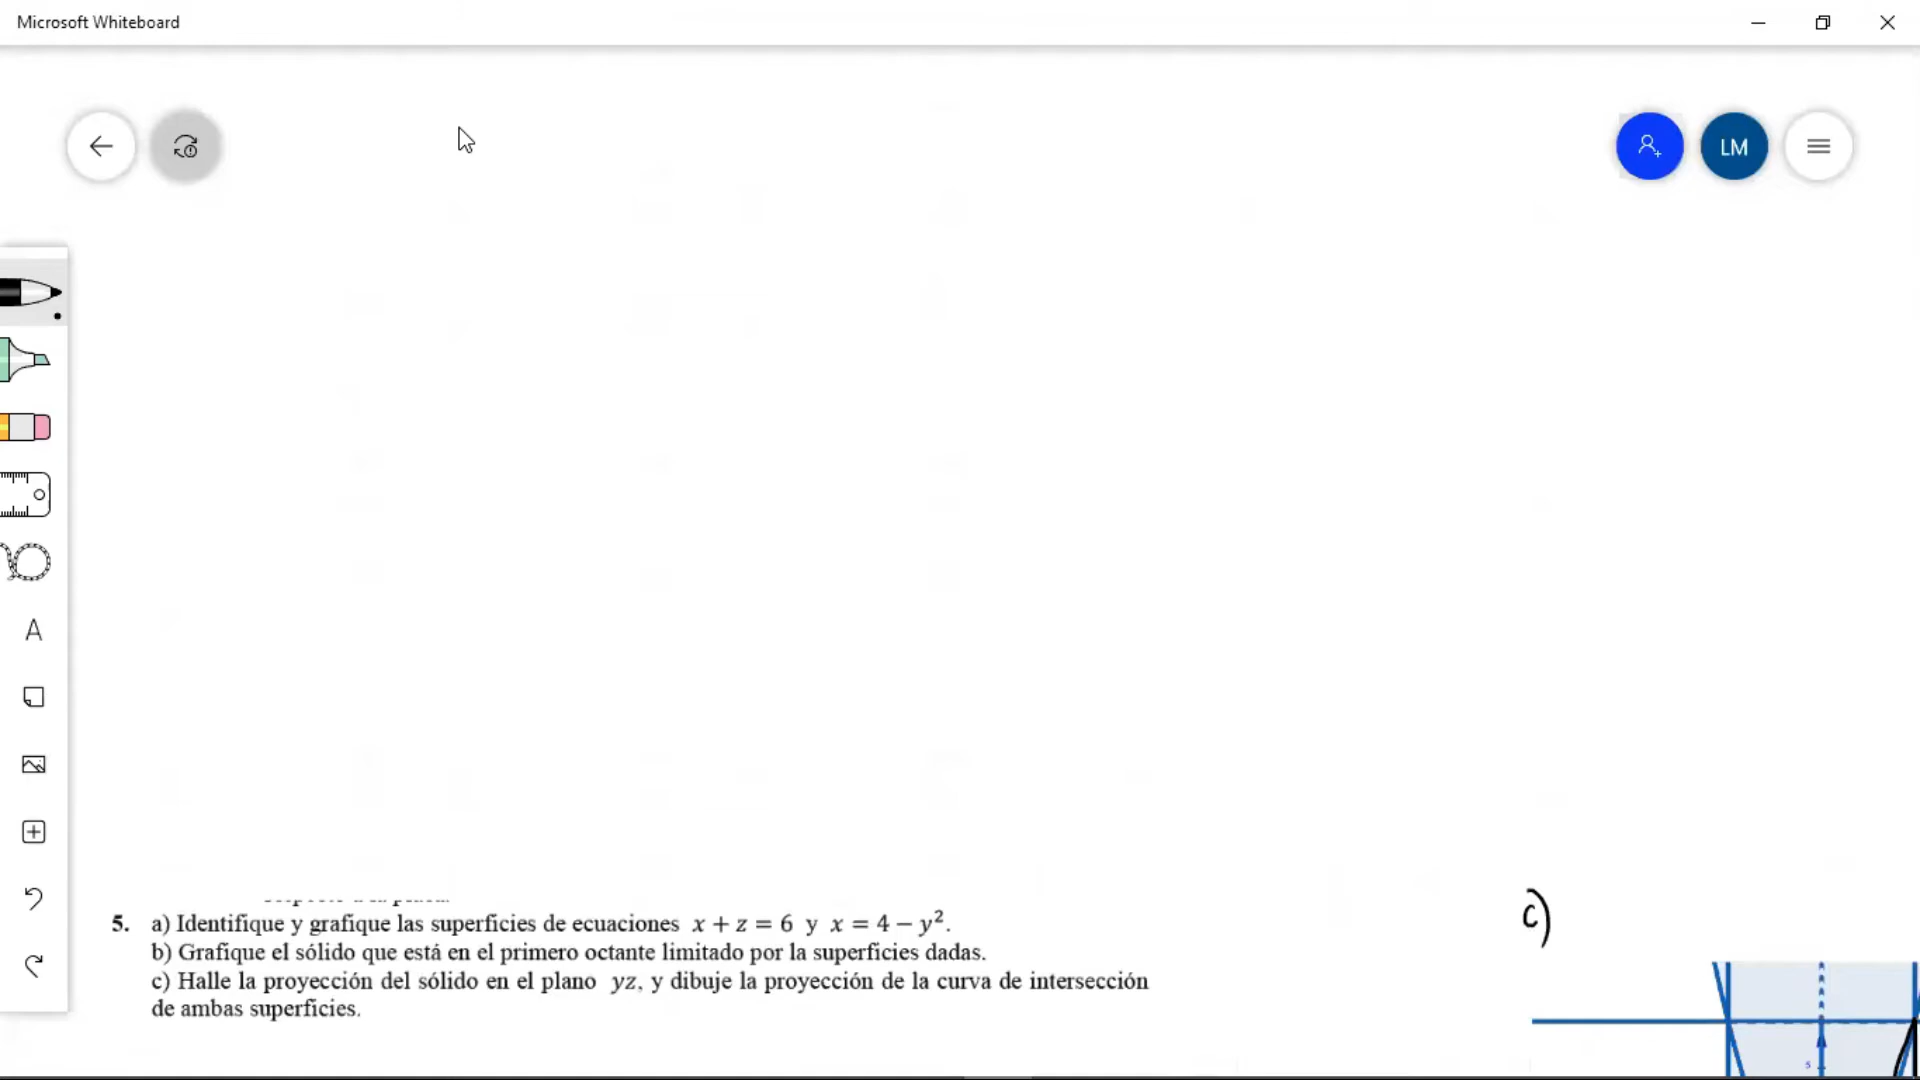 Microsoft Whiteboard
LM
A
5. a) Identifique y grafique las superficies de ecuaciones x + z = 6 y x = 4 − y².
b) Grafique el sólido que está en el primero octante limitado por la superficies dadas.
c) Halle la proyección del sólido en el plano yz, y dibuje la proyección de la curva de intersección
de ambas superficies.
c)
5